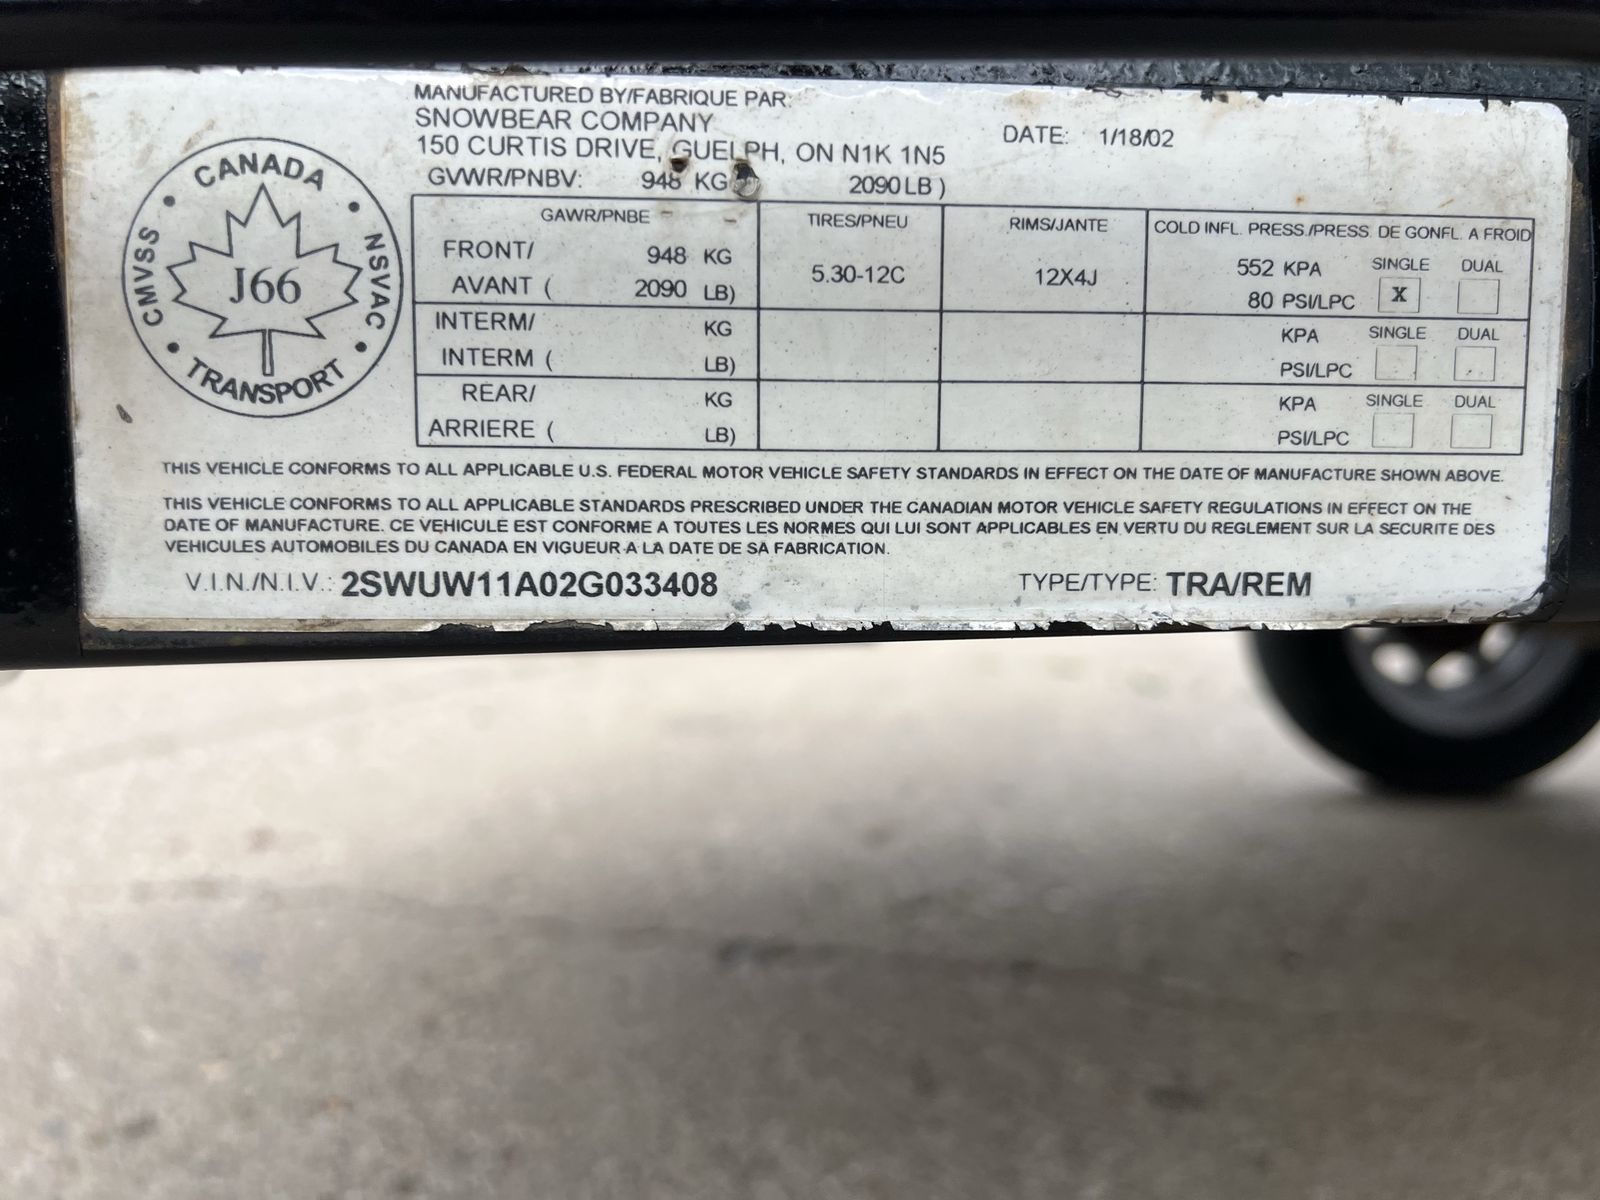 MANUFACTURED BY/FABRIQUE PAR:
SNOWBEAR COMPANY
150 CURTIS DRIVE, GUELPH, ON N1K 1N5
DATE: 1/18/02
GVWR/PNBV: 948 KG 2090 LB )
CANADA
CMVSS
NSVAC
J66
TRANSPORT
GAWR/PNBE TIRES/PNEU RIMS/JANTE COLD INFL. PRESS./PRESS. DE GONFL. A FROID
FRONT/ 948 KG 5.30-12C 12X4J 552 KPA SINGLE DUAL
AVANT ( 2090 LB) 80 PSI/LPC X
INTERM/ KG KPA SINGLE DUAL
INTERM ( LB) PSI/LPC
REAR/ KG KPA SINGLE DUAL
ARRIERE ( LB) PSI/LPC
THIS VEHICLE CONFORMS TO ALL APPLICABLE U.S. FEDERAL MOTOR VEHICLE SAFETY STANDARDS IN EFFECT ON THE DATE OF MANUFACTURE SHOWN ABOVE.
THIS VEHICLE CONFORMS TO ALL APPLICABLE STANDARDS PRESCRIBED UNDER THE CANADIAN MOTOR VEHICLE SAFETY REGULATIONS IN EFFECT ON THE
DATE OF MANUFACTURE. CE VEHICULE EST CONFORME A TOUTES LES NORMES QUI LUI SONT APPLICABLES EN VERTU DU REGLEMENT SUR LA SECURITE DES
VEHICULES AUTOMOBILES DU CANADA EN VIGUEUR A LA DATE DE SA FABRICATION.
V.I.N./N.I.V.: 2SWUW11A02G033408 TYPE/TYPE: TRA/REM